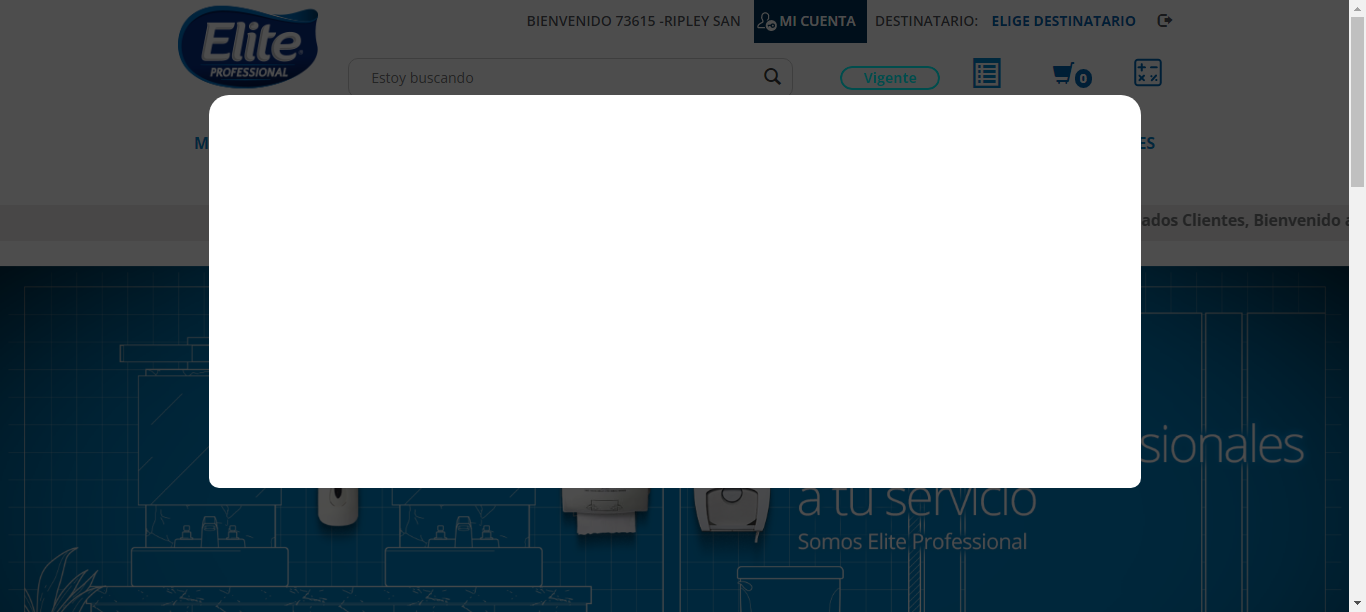 BIENVENIDO 73615 -RIPLEY SAN
MI CUENTA
DESTINATARIO:
ELIGE DESTINATARIO
Elite
PROFESSIONAL
Estoy buscando
Vigente
0
M
ES
ados Clientes, Bienvenido a
sionales
a tu servicio
Somos Elite Professional